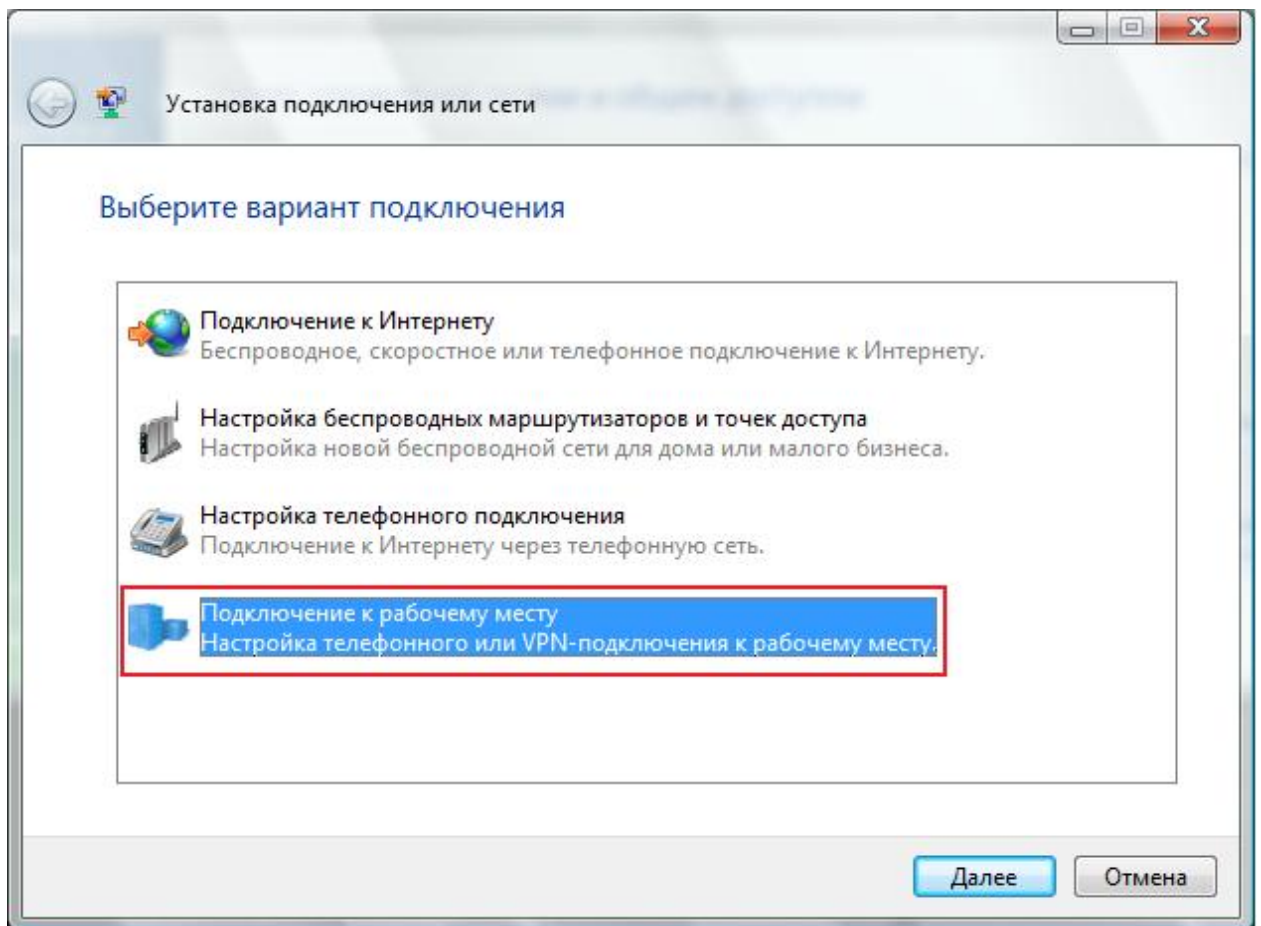 Установка подключения или сети
Выберите вариант подключения
Подключение к Интернету
Беспроводное, скоростное или телефонное подключение к Интернету.
Настройка беспроводных маршрутизаторов и точек доступа
Настройка новой беспроводной сети для дома или малого бизнеса.
Настройка телефонного подключения
Подключение к Интернету через телефонную сеть.
Подключение к рабочему месту
Настройка телефонного или VPN-подключения к рабочему месту.
Далее
Отмена